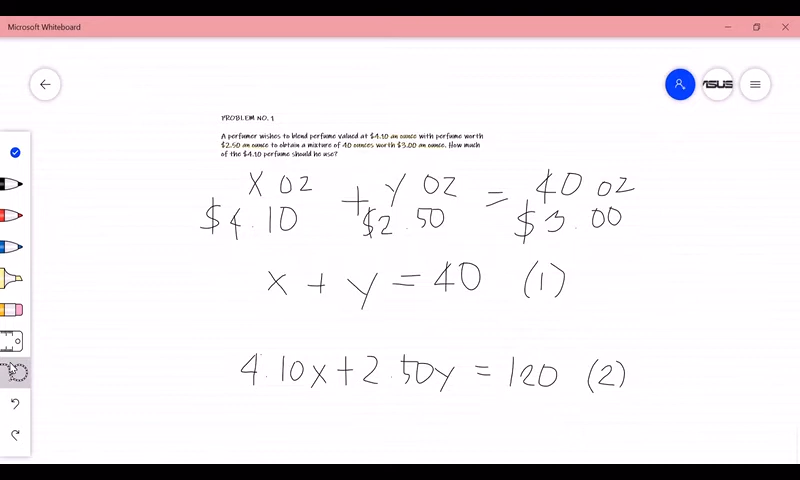 Microsoft Whiteboard
ASUS
PROBLEM NO. 1
A perfumer wishes to blend perfume valued at $4.10 an ounce with perfume worth
$2.50 an ounce to obtain a mixture of 40 ounces worth $3.00 an ounce. How much
of the $4.10 perfume should he use?
X OZ + Y OZ = 40 OZ
$4.10 $2.50 $3.00
x + y = 40 (1)
4.10x + 2.50y = 120 (2)